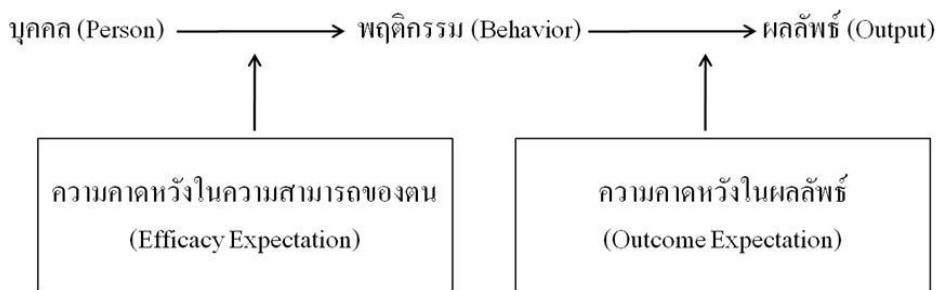 บุคคล (Person) พฤติกรรม (Behavior) ผลลัพธ์ (Output)
ความคาดหวังในความสามารถของตน
(Efficacy Expectation)
ความคาดหวังในผลลัพธ์
(Outcome Expectation)